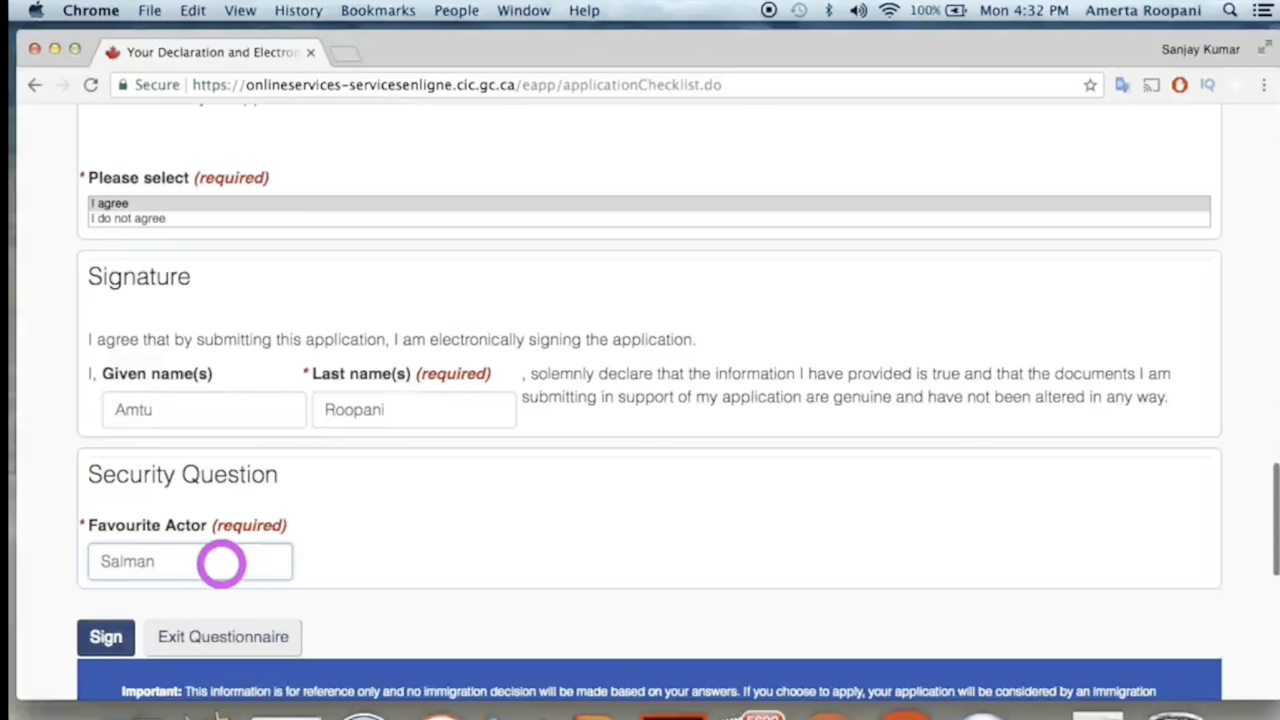 Chrome File Edit View History Bookmarks People Window Help 100% Mon 4:32 PM Amerta Roopani
Your Declaration and Electron Sanjay Kumar
Secure https://onlineservices-servicesenligne.cic.gc.ca/eapp/applicationChecklist.do
* Please select (required)
I agree
I do not agree
Signature
I agree that by submitting this application, I am electronically signing the application.
I, Given name(s) * Last name(s) (required) , solemnly declare that the information I have provided is true and that the documents I am
Amtu Roopani submitting in support of my application are genuine and have not been altered in any way.
Security Question
* Favourite Actor (required)
Salman
Sign Exit Questionnaire
Important: This information is for reference only and no immigration decision will be made based on your answers. If you choose to apply, your application will be considered by an immigration